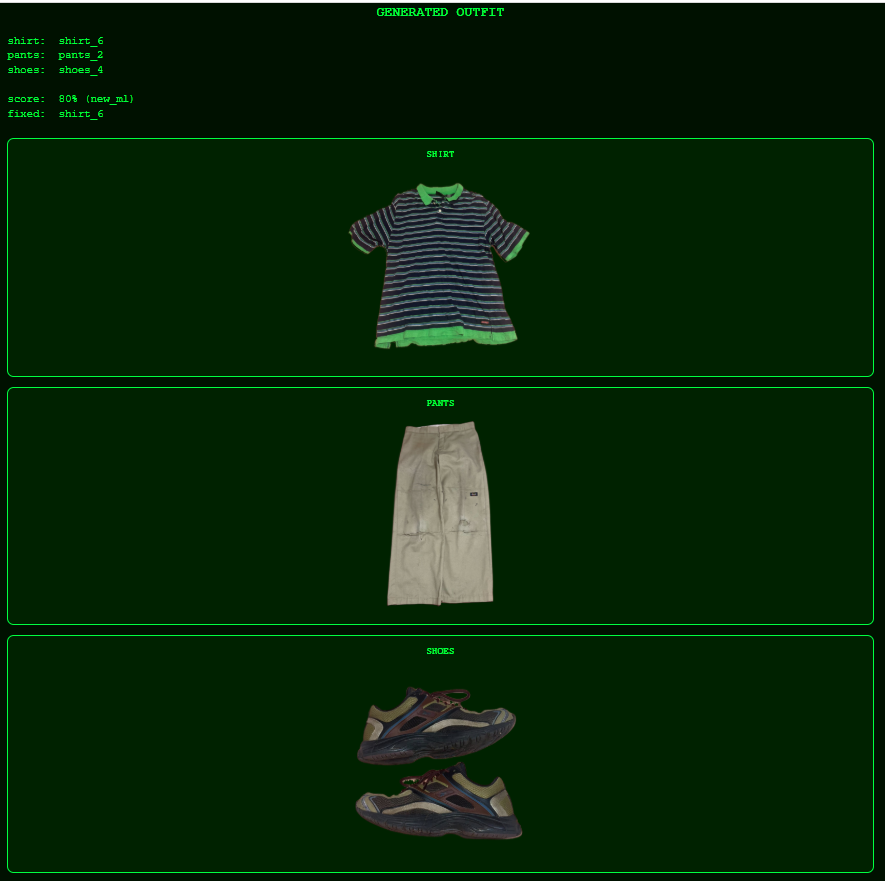 GENERATED OUTFIT
shirt: shirt_6
pants: pants_2
shoes: shoes_4
score: 80% (new_ml)
fixed: shirt_6
SHIRT
PANTS
SHOES